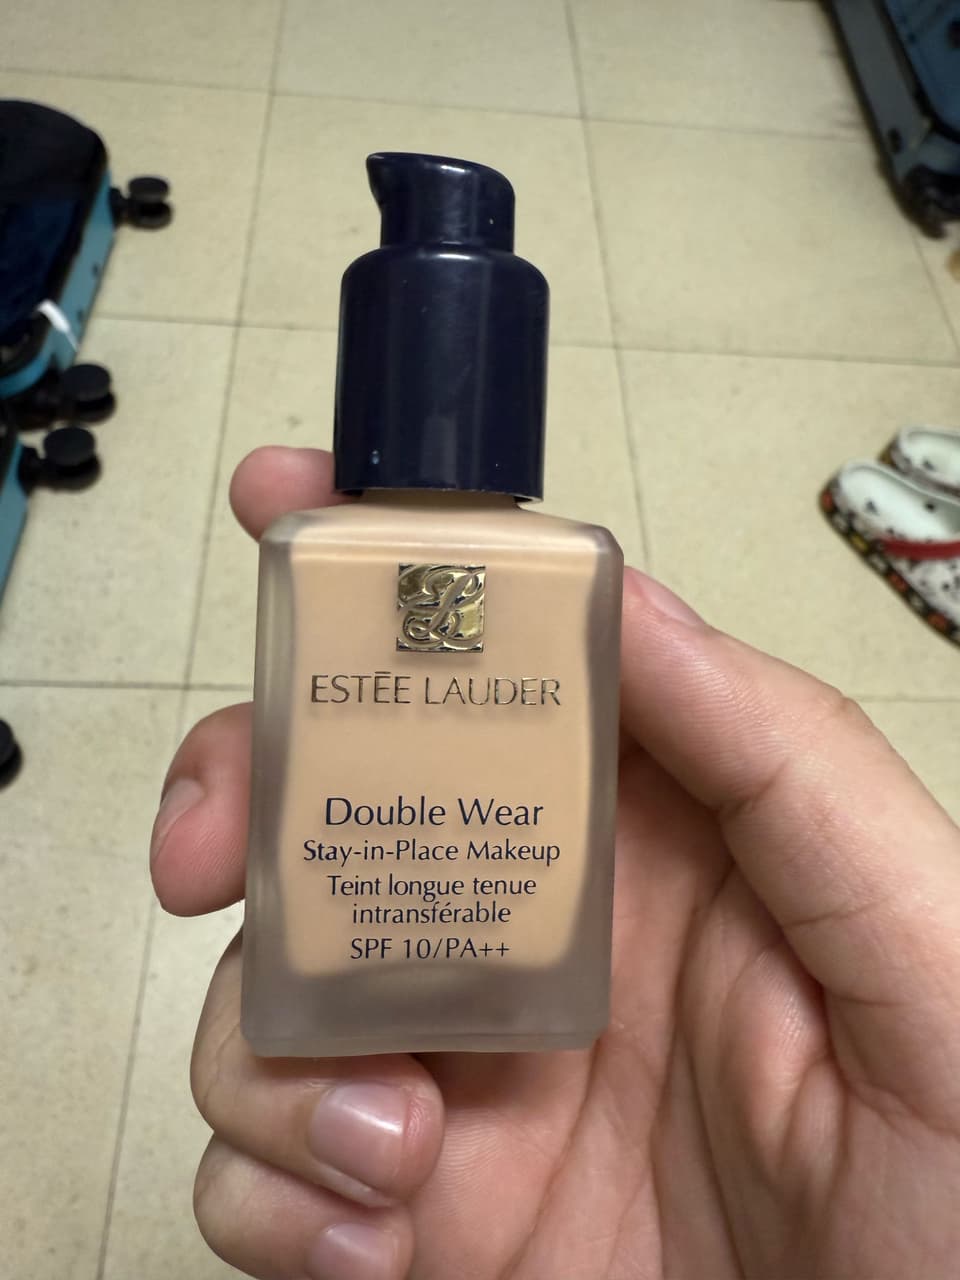 ESTĒE LAUDER
Double Wear
Stay-in-Place Makeup
Teint longue tenue
intransférable
SPF 10/PA++